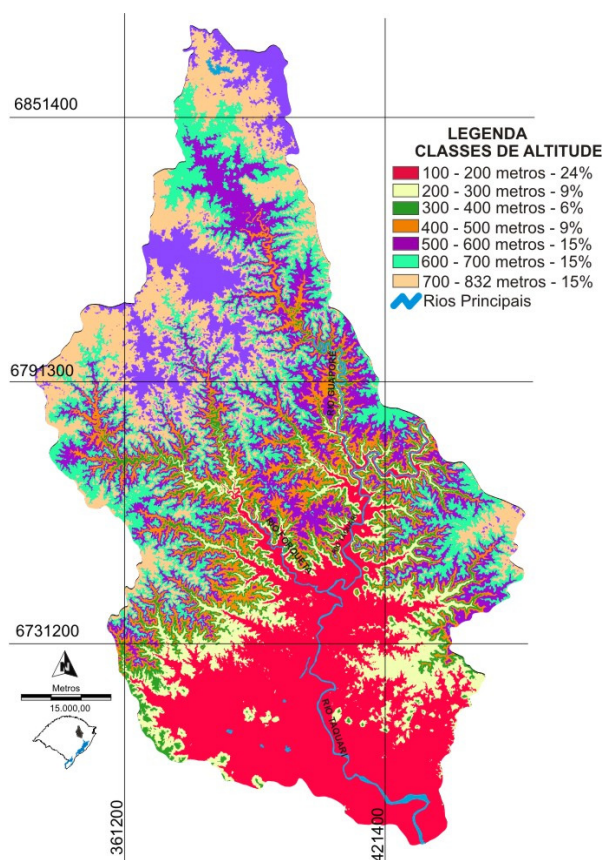 6851400
LEGENDA
CLASSES DE ALTITUDE
100 - 200 metros - 24%
200 - 300 metros - 9%
300 - 400 metros - 6%
400 - 500 metros - 9%
500 - 600 metros - 15%
600 - 700 metros - 15%
700 - 832 metros - 15%
Rios Principais
6791300
RIO GUAPORÉ
RIO FORQUETA
6731200
N
Metros
15.000,00
RIO TAQUARI
361200
421400